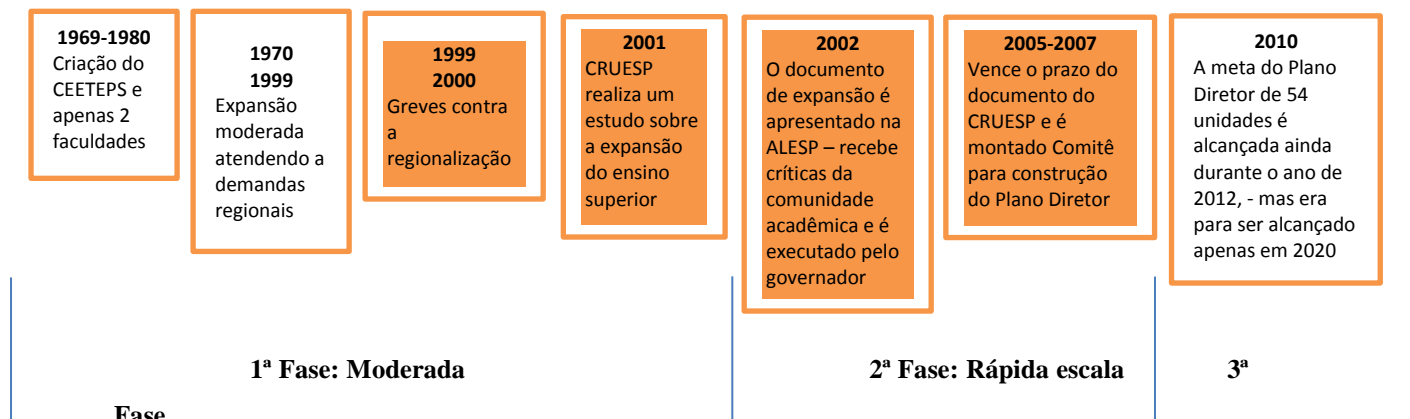 1969-1980
Criação do
CEETEPS e
apenas 2
faculdades
1970
1999
Expansão
moderada
atendendo a
demandas
regionais
1999
2000
Greves contra
a
regionalização
2001
CRUESP
realiza um
estudo sobre
a expansão
do ensino
superior
2002
O documento
de expansão é
apresentado na
ALESP – recebe
críticas da
comunidade
acadêmica e é
executado pelo
governador
2005-2007
Vence o prazo do
documento do
CRUESP e é
montado Comitê
para construção
do Plano Diretor
2010
A meta do Plano
Diretor de 54
unidades é
alcançada ainda
durante o ano de
2012, - mas era
para ser alcançado
apenas em 2020
1ª Fase: Moderada 2ª Fase: Rápida escala 3ª
Fase